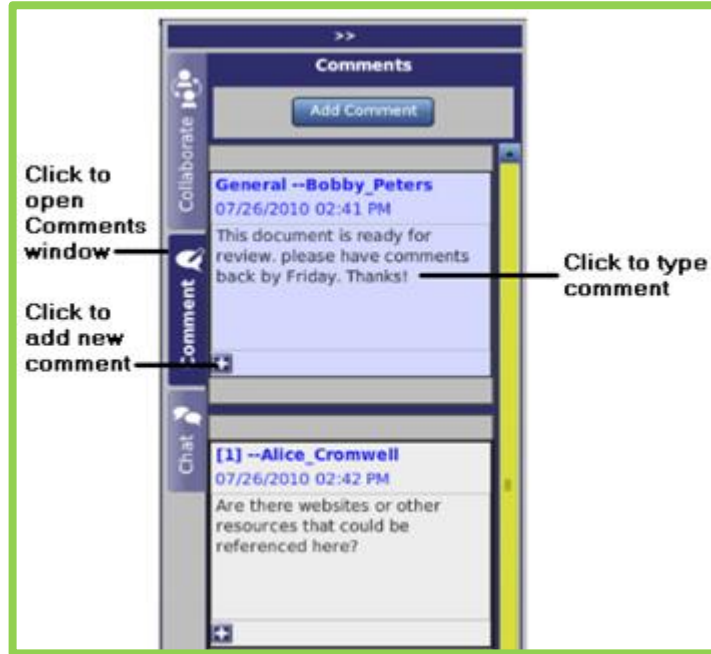 >>
Comments
Add Comment
Collaborate
Comment
Chat
Click to
open
Comments
window
Click to
add new
comment
General --Bobby_Peters
07/26/2010 02:41 PM
This document is ready for
review. please have comments
back by Friday. Thanks!
Click to type
comment
[1] --Alice_Cromwell
07/26/2010 02:42 PM
Are there websites or other
resources that could be
referenced here?